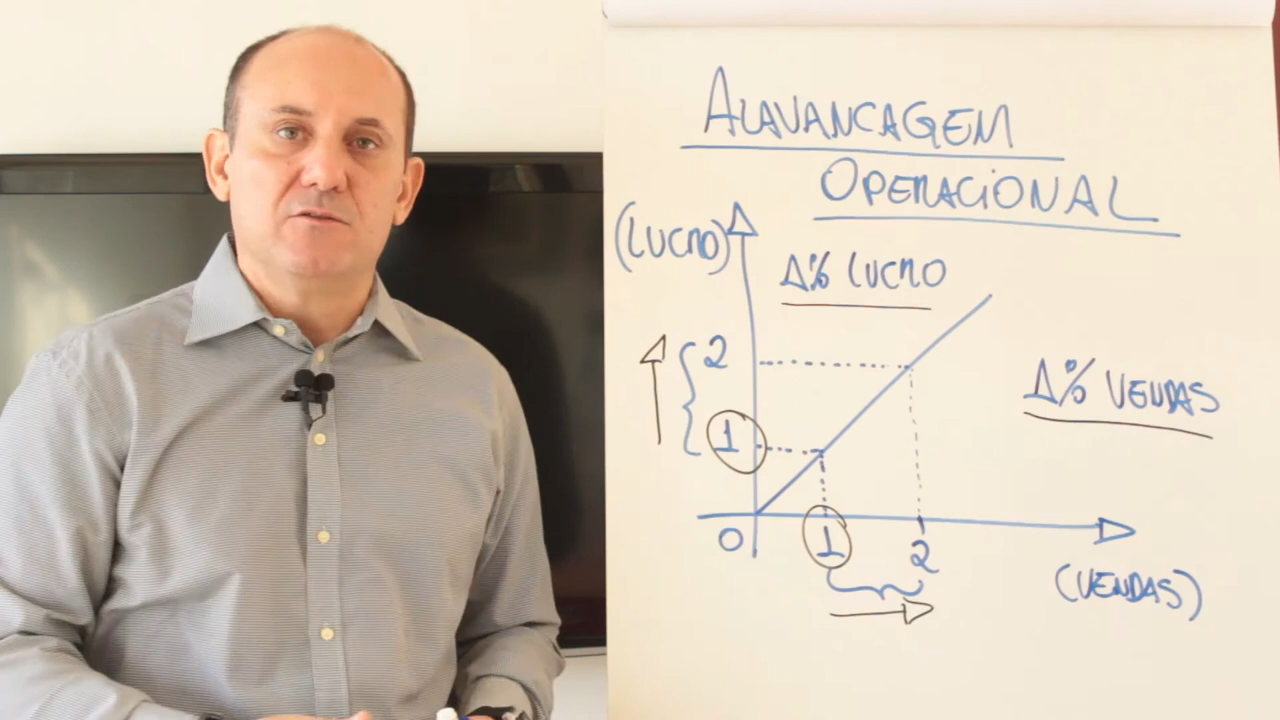 ALAVANCAGEM
OPERACIONAL
(LUCRO)
Δ% LUCRO
2
Δ% VENDAS
1
0
1
2
(VENDAS)